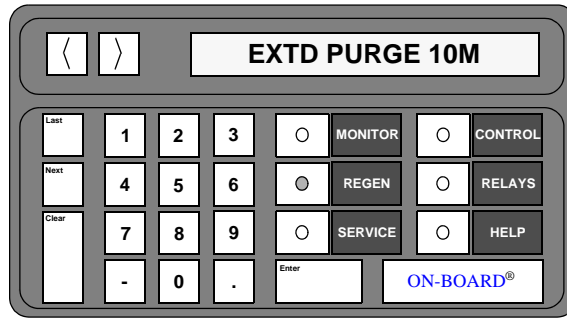 〈 〉 EXTD PURGE 10M
Last 1 2 3 MONITOR CONTROL
Next 4 5 6 REGEN RELAYS
Clear 7 8 9 SERVICE HELP
- 0 . Enter ON-BOARD®